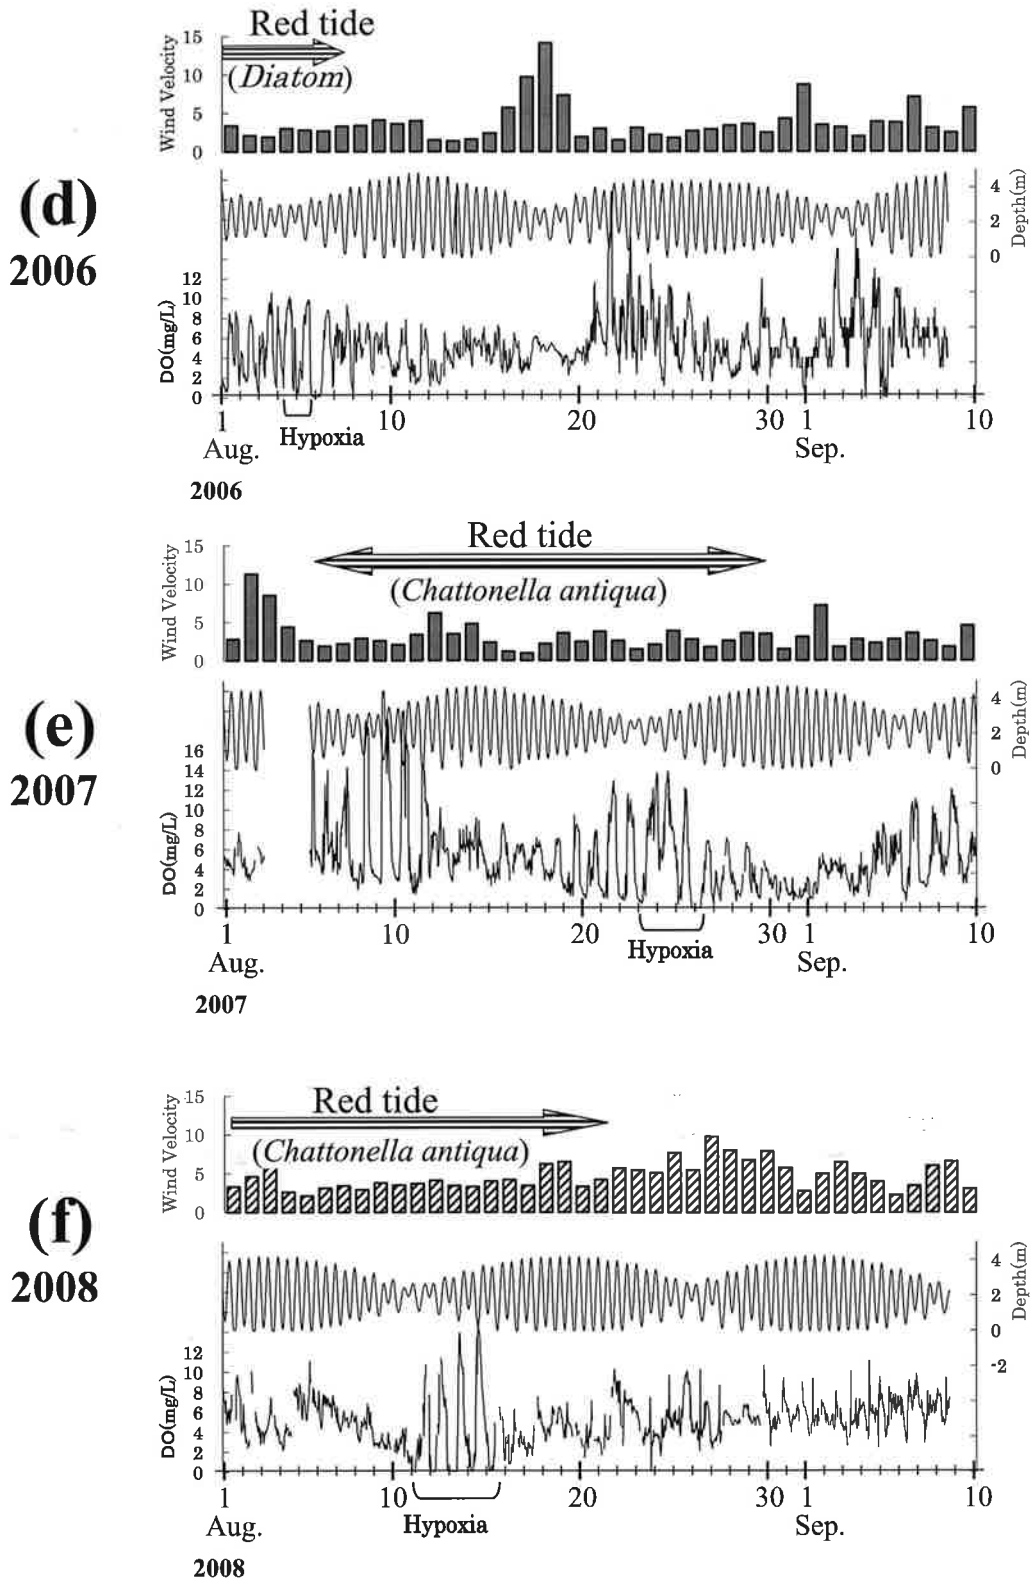 Red tide
(Diatom)
Wind Velocity
15
10
5
0
(d)
2006
4
2
0
Depth(m)
DO(mg/L)
12
10
8
6
4
2
0
1 10 20 30 1 10
Hypoxia
Aug. Sep.
2006
Red tide
(Chattonella antiqua)
Wind Velocity
15
10
5
0
(e)
2007
4
2
0
Depth(m)
DO(mg/L)
16
14
12
10
8
6
4
2
0
1 10 20 30 1 10
Hypoxia
Aug. Sep.
2007
Red tide
(Chattonella antiqua)
Wind Velocity
15
10
5
0
(f)
2008
4
2
0
-2
Depth(m)
DO(mg/L)
12
10
8
6
4
2
0
1 10 20 30 1 10
Hypoxia
Aug. Sep.
2008